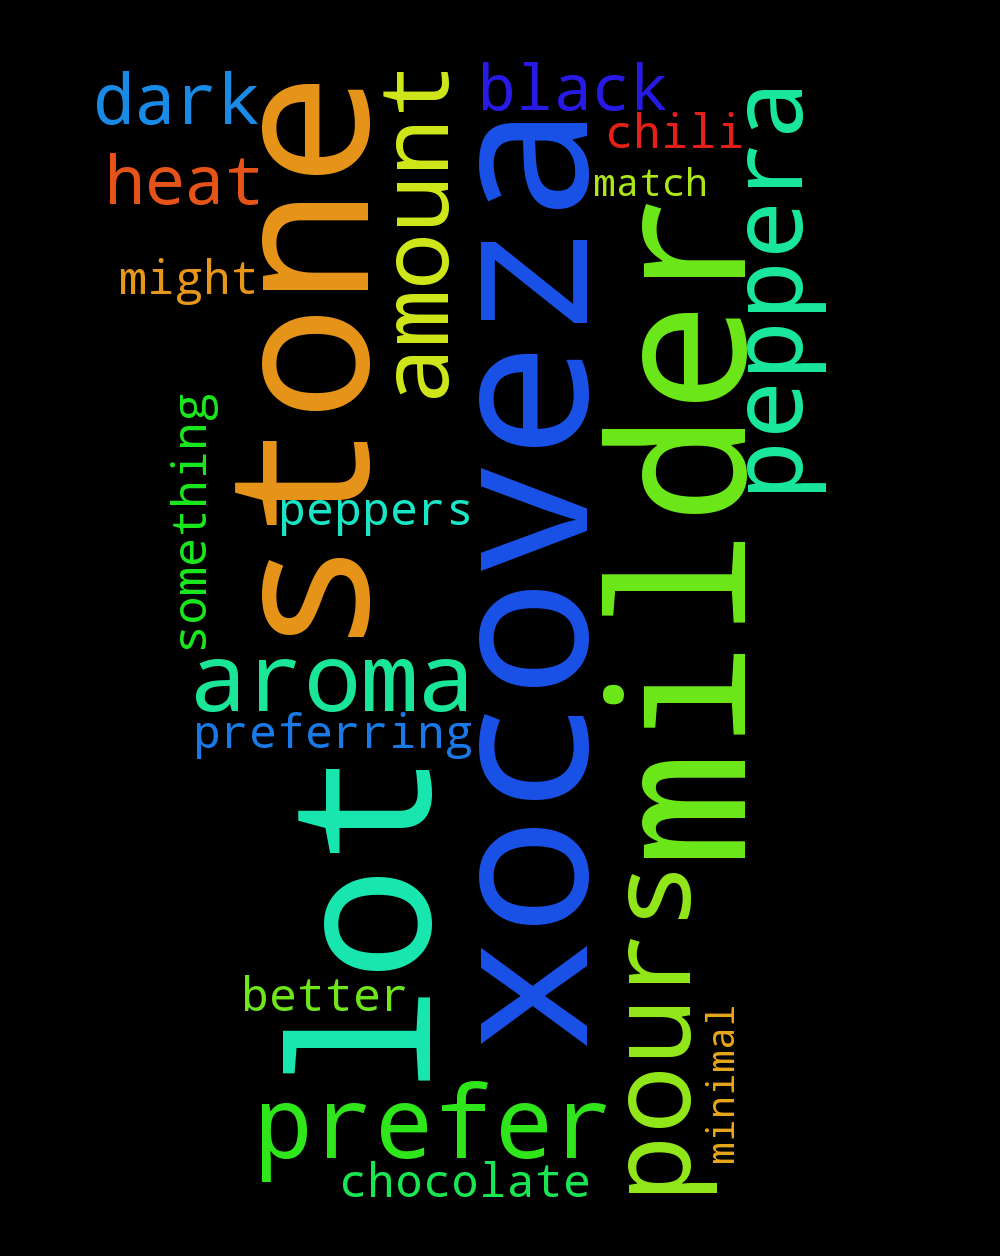 dark
black
stone
amount
chili
heat
match
peppera
xocoveza
milder
might
something
peppers
aroma
preferring
lot
better
pours
minimal
prefer
chocolate